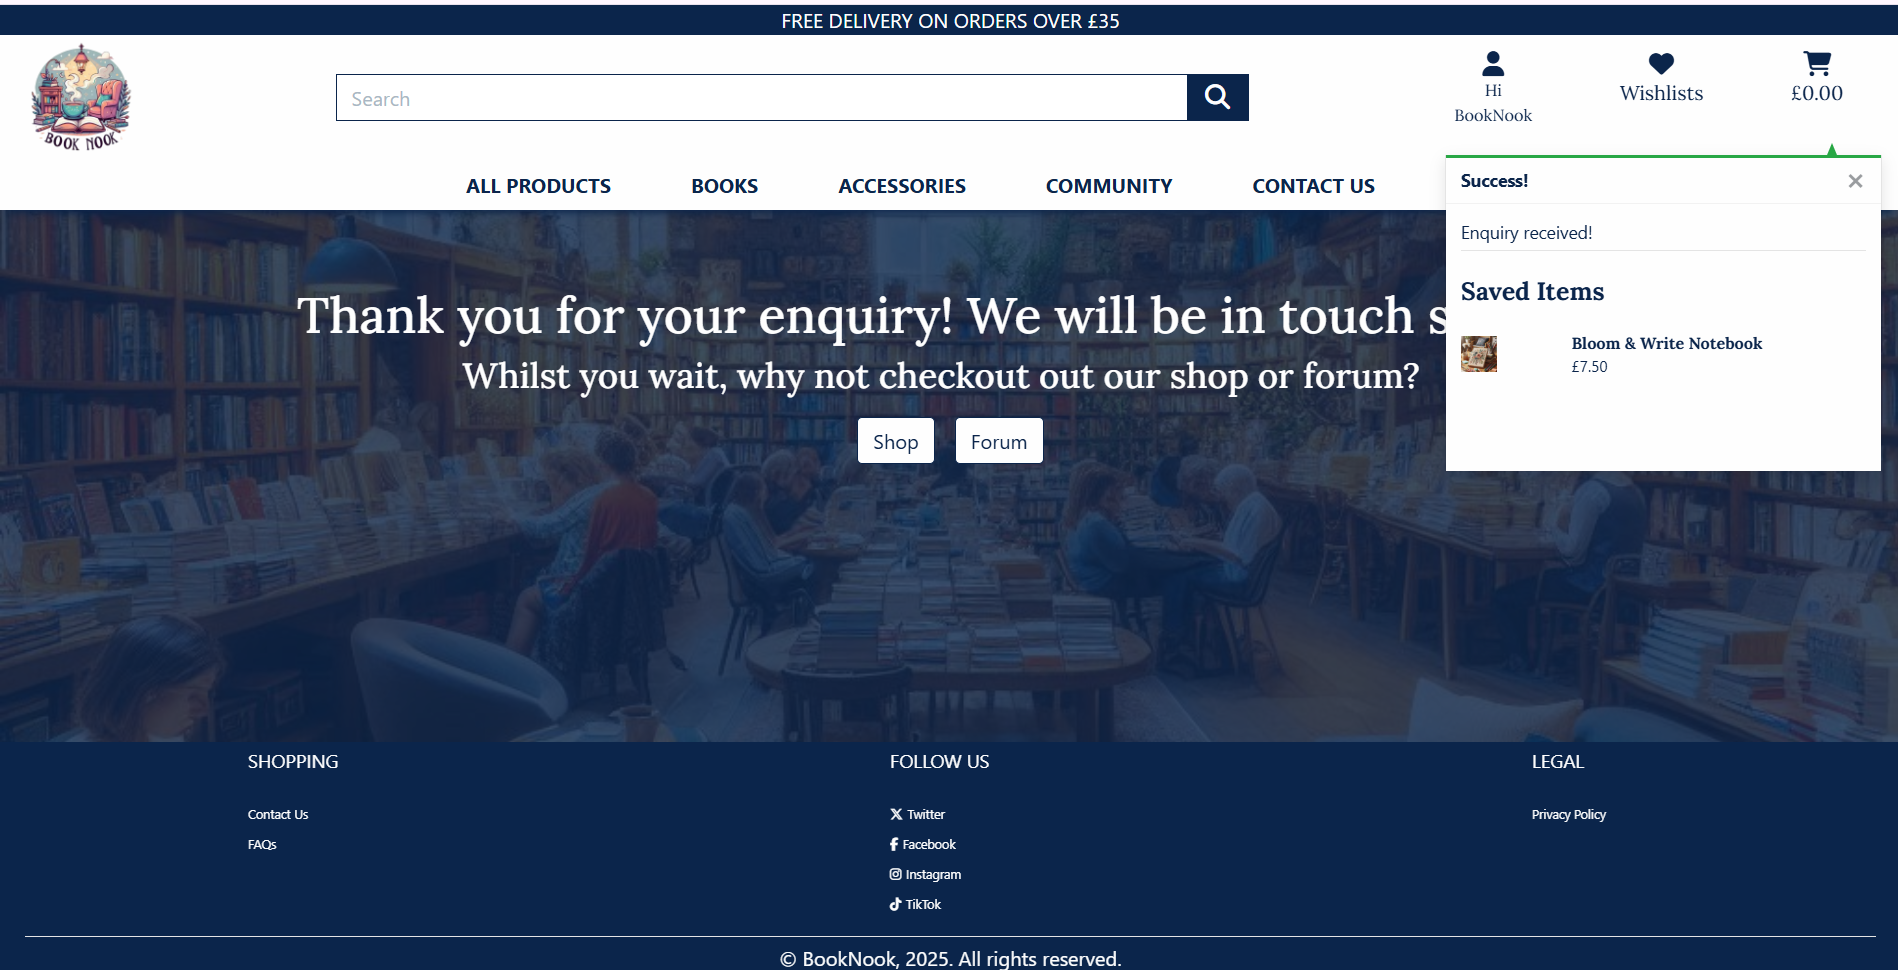 FREE DELIVERY ON ORDERS OVER £35
BOOK NOOK
Search
Hi
BookNook
Wishlists
£0.00
ALL PRODUCTS
BOOKS
ACCESSORIES
COMMUNITY
CONTACT US
Success!
×
Enquiry received!
Saved Items
Bloom & Write Notebook
£7.50
Thank you for your enquiry! We will be in touch s
Whilst you wait, why not checkout out our shop or forum?
Shop
Forum
SHOPPING
Contact Us
FAQs
FOLLOW US
Twitter
Facebook
Instagram
TikTok
LEGAL
Privacy Policy
© BookNook, 2025. All rights reserved.